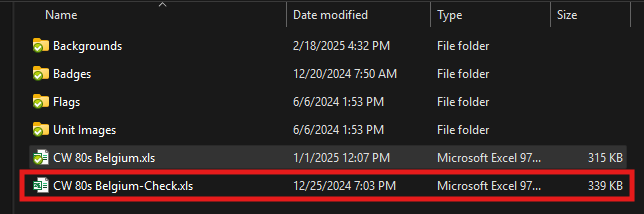 Name Date modified Type Size
Backgrounds 2/18/2025 4:32 PM File folder
Badges 12/20/2024 7:50 AM File folder
Flags 6/6/2024 1:53 PM File folder
Unit Images 6/6/2024 1:53 PM File folder
CW 80s Belgium.xls 1/1/2025 12:07 PM Microsoft Excel 97... 315 KB
CW 80s Belgium-Check.xls 12/25/2024 7:03 PM Microsoft Excel 97... 339 KB